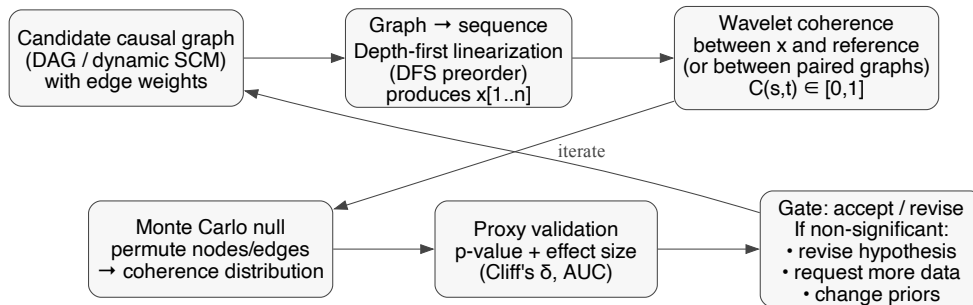 Candidate causal graph
(DAG / dynamic SCM)
with edge weights
Graph → sequence
Depth-first linearization
(DFS preorder)
produces x[1..n]
Wavelet coherence
between x and reference
(or between paired graphs)
C(s,t) ∈ [0,1]
iterate
Monte Carlo null
permute nodes/edges
→ coherence distribution
Proxy validation
p-value + effect size
(Cliff's δ, AUC)
Gate: accept / revise
If non-significant:
• revise hypothesis
• request more data
• change priors